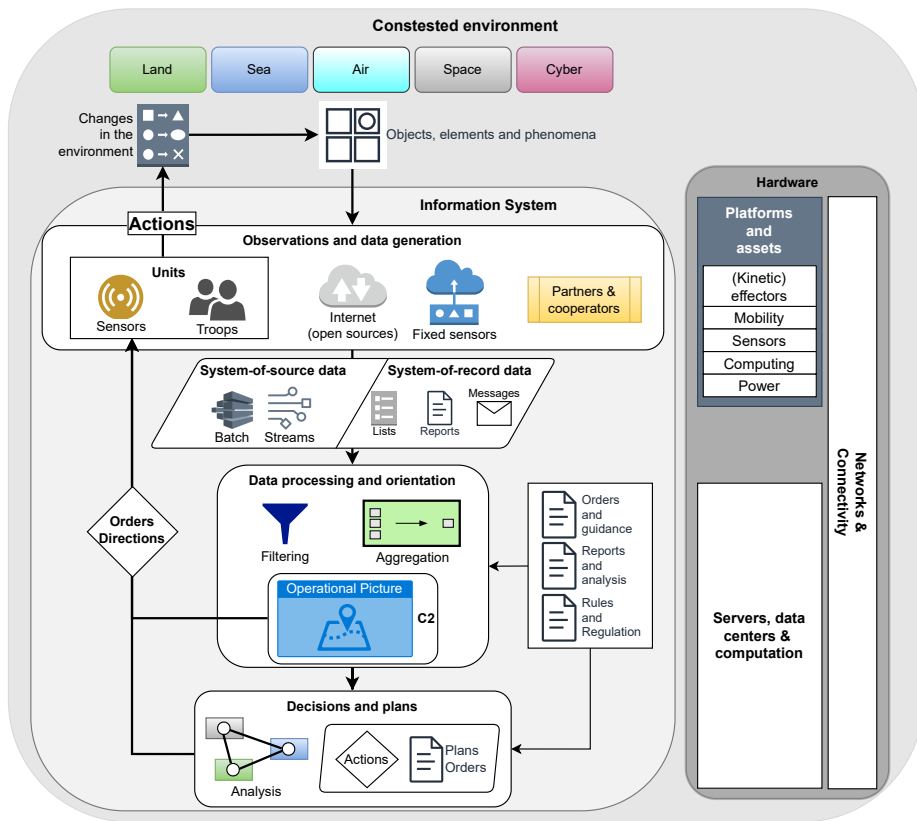 Constested environment
Land
Sea
Air
Space
Cyber
Changes
in the
environment
Objects, elements and phenomena
Information System
Actions
Observations and data generation
Units
Sensors
Troops
Internet
(open sources)
Fixed sensors
Partners &
cooperators
System-of-source data
Batch
Streams
System-of-record data
Lists
Reports
Messages
Data processing and orientation
Filtering
Aggregation
Operational Picture
C2
Orders
Directions
Orders
and
guidance
Reports
and
analysis
Rules
and
Regulation
Decisions and plans
Analysis
Actions
Plans
Orders
Hardware
Platforms
and
assets
(Kinetic)
effectors
Mobility
Sensors
Computing
Power
Servers, data
centers &
computation
Networks &
Connectivity